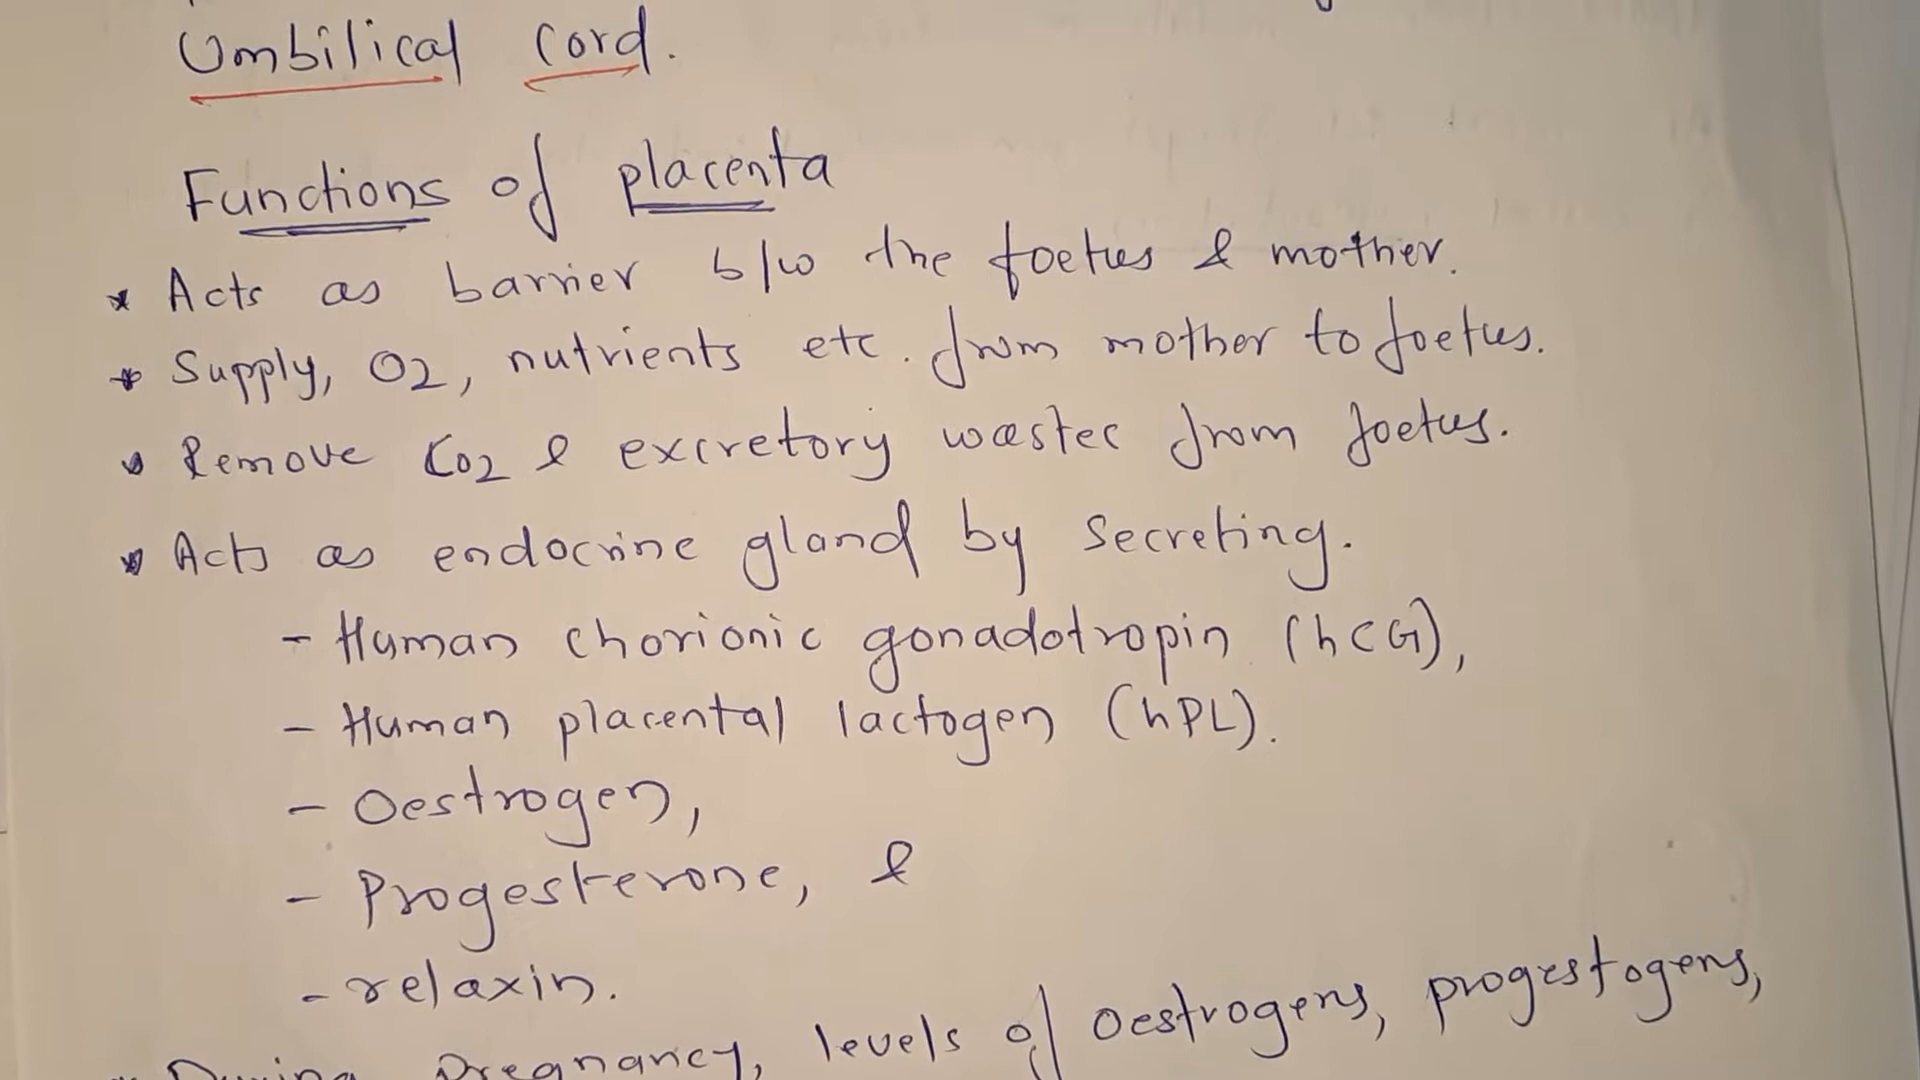 Umbilical Cord.
Functions of placenta
* Acts as barrier b/w the foetus & mother.
* Supply, O2, nutrients etc. from mother to foetus.
* Remove CO2 & excretory wastes from foetus.
* Acts as endocrine gland by secreting.
- Human chorionic gonadotropin (hCG),
- Human placental lactogen (hPL).
- Oestrogen,
- Progesterone, &
- relaxin.
* During pregnancy, levels of oestrogens, progestogens,